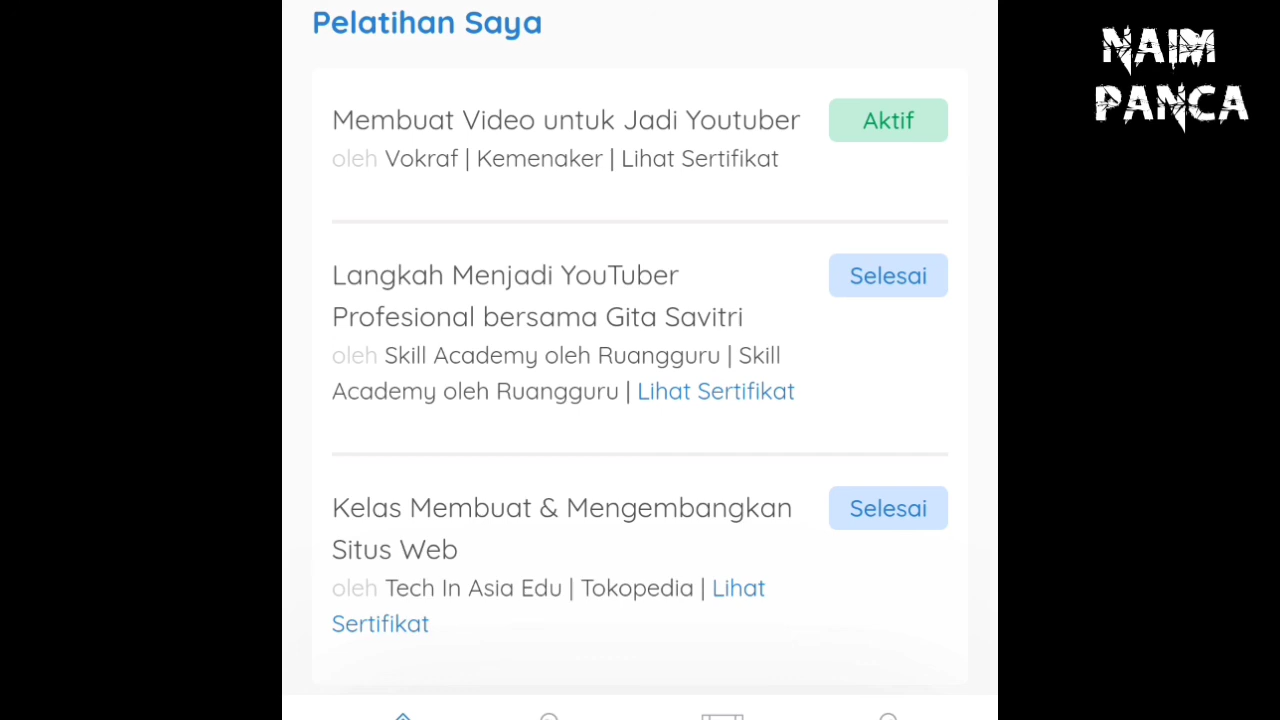 Pelatihan Saya
NAIM
PANCA
Membuat Video untuk Jadi Youtuber
Aktif
oleh Vokraf | Kemenaker | Lihat Sertifikat
Langkah Menjadi YouTuber
Selesai
Profesional bersama Gita Savitri
oleh Skill Academy oleh Ruangguru | Skill
Academy oleh Ruangguru | Lihat Sertifikat
Kelas Membuat & Mengembangkan
Selesai
Situs Web
oleh Tech In Asia Edu | Tokopedia | Lihat
Sertifikat